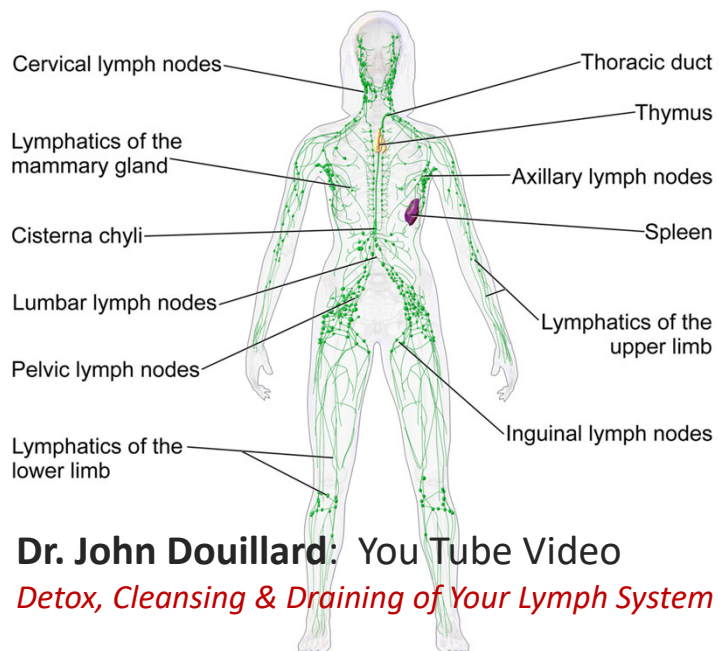 Cervical lymph nodes
Lymphatics of the
mammary gland
Cisterna chyli
Lumbar lymph nodes
Pelvic lymph nodes
Lymphatics of the
lower limb
Thoracic duct
Thymus
Axillary lymph nodes
Spleen
Lymphatics of the
upper limb
Inguinal lymph nodes
Dr. John Douillard: You Tube Video
Detox, Cleansing & Draining of Your Lymph System